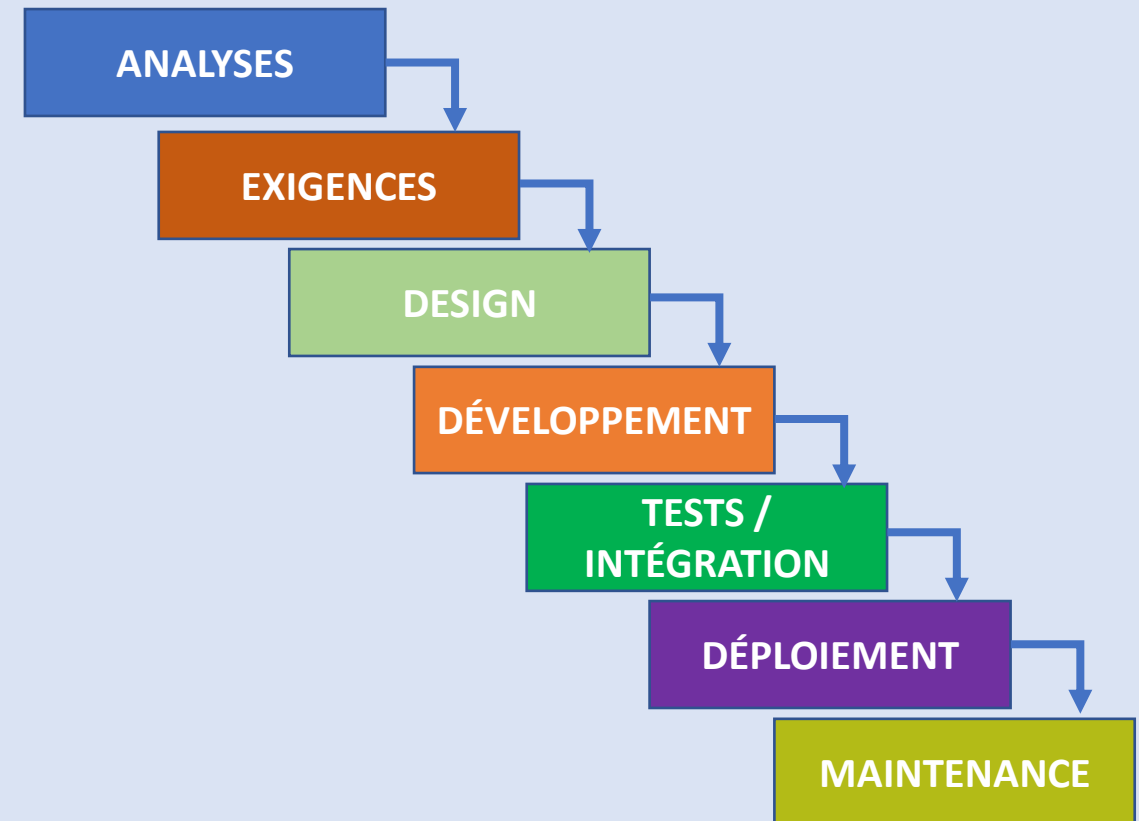 ANALYSES
EXIGENCES
DESIGN
DÉVELOPPEMENT
TESTS /
INTÉGRATION
DÉPLOIEMENT
MAINTENANCE